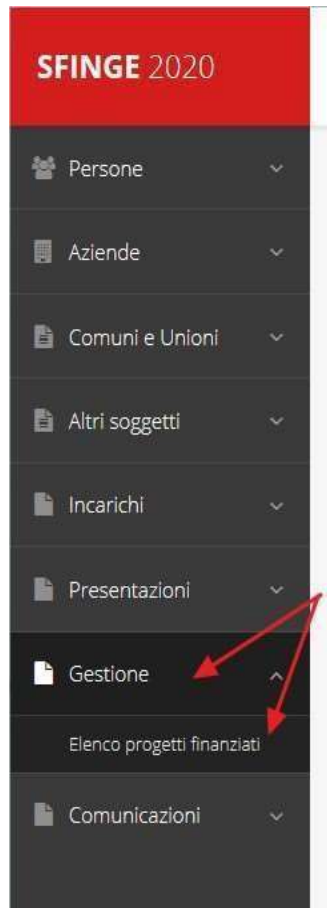 SFINGE 2020
Persone
Aziende
Comuni e Unioni
Altri soggetti
Incarichi
Presentazioni
Gestione
Elenco progetti finanziati
Comunicazioni